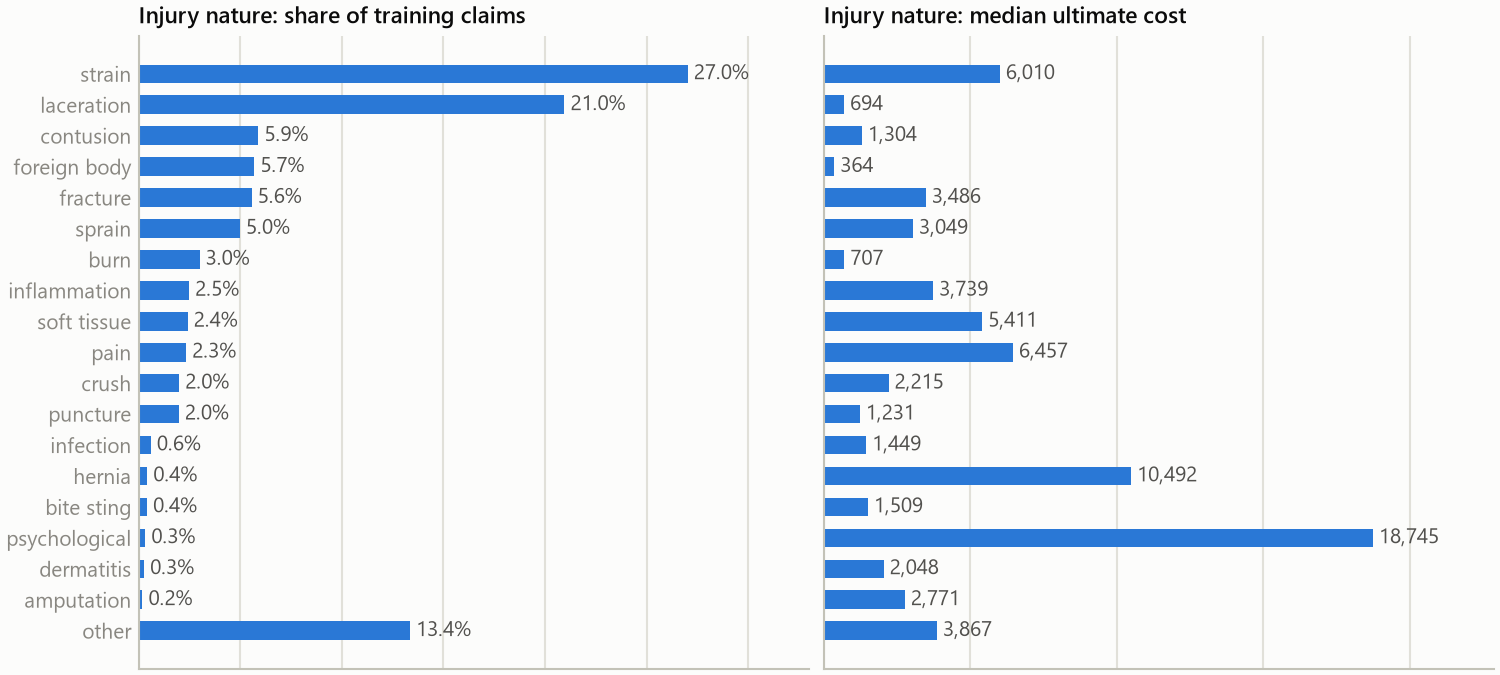 Injury nature: share of training claims
strain 27.0%
laceration 21.0%
contusion 5.9%
foreign body 5.7%
fracture 5.6%
sprain 5.0%
burn 3.0%
inflammation 2.5%
soft tissue 2.4%
pain 2.3%
crush 2.0%
puncture 2.0%
infection 0.6%
hernia 0.4%
bite sting 0.4%
psychological 0.3%
dermatitis 0.3%
amputation 0.2%
other 13.4%
Injury nature: median ultimate cost
6,010
694
1,304
364
3,486
3,049
707
3,739
5,411
6,457
2,215
1,231
1,449
10,492
1,509
18,745
2,048
2,771
3,867